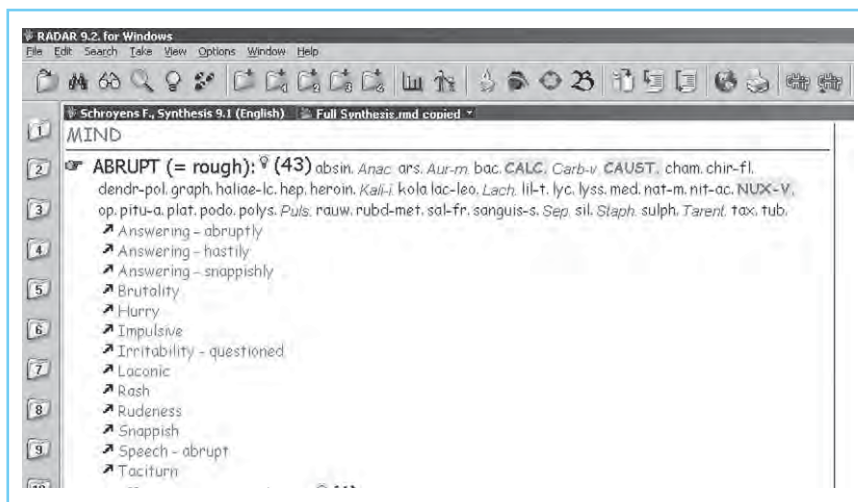 RADAR 9.2. for Windows
File Edit Search Take View Options Window Help
Schroyens F., Synthesis 9.1 (English) Full Synthesis.rmd copied
MIND
1
2
3
4
5
6
7
8
9
ABRUPT (= rough): (43) absin. Anac. ars. Aur-m. bac. CALC. Carb-v. CAUST. cham. chir-fl.
dendr-pol. graph. haliae-lc. hep. heroin. Kali-i. kola lac-leo. Lach. lil-t. lyc. lyss. med. nat-m. nit-ac. NUX-V.
op. pitu-a. plat. podo. polys. Puls. rauw. rubd-met. sal-fr. sanguis-s. Sep. sil. Staph. sulph. Tarent. tax. tub.
Answering - abruptly
Answering - hastily
Answering - snappishly
Brutality
Hurry
Impulsive
Irritability - questioned
Laconic
Rash
Rudeness
Snappish
Speech - abrupt
Taciturn